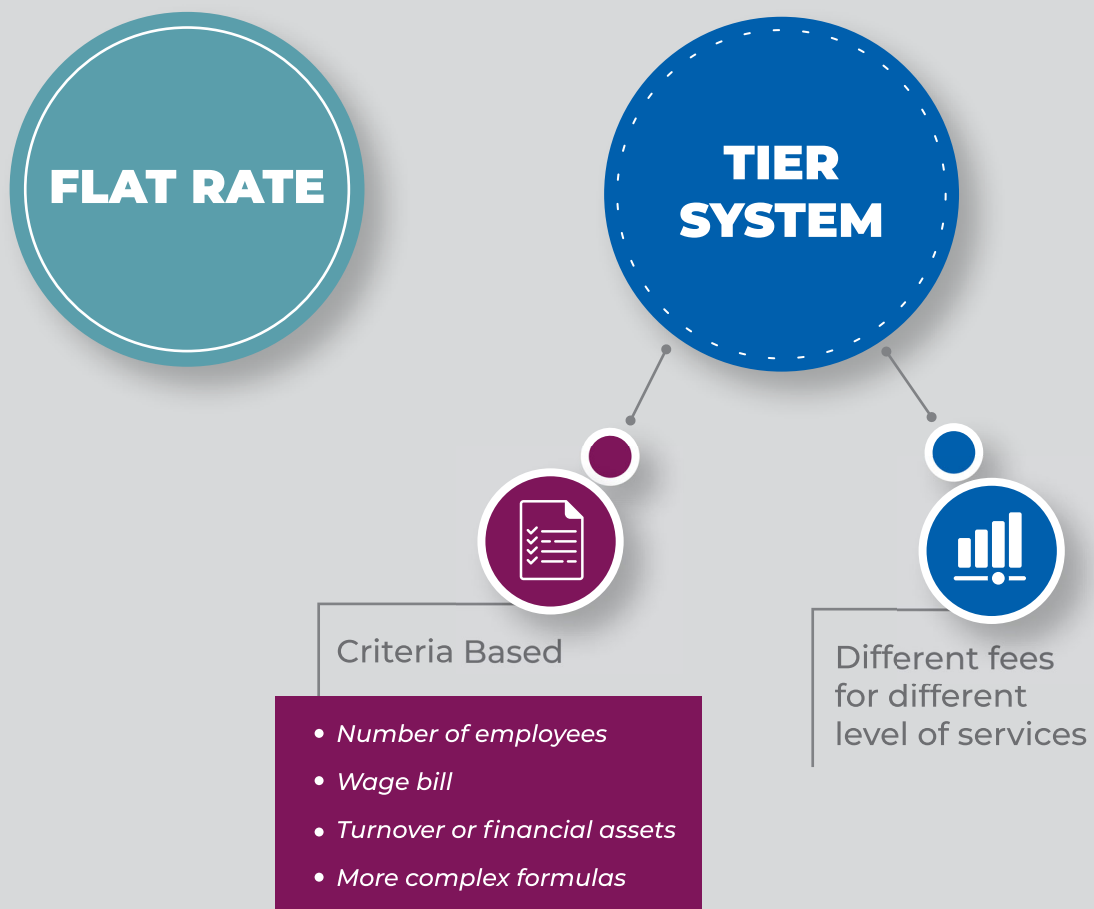 FLAT RATE
TIER
SYSTEM
Criteria Based
• Number of employees
• Wage bill
• Turnover or financial assets
• More complex formulas
Different fees
for different
level of services